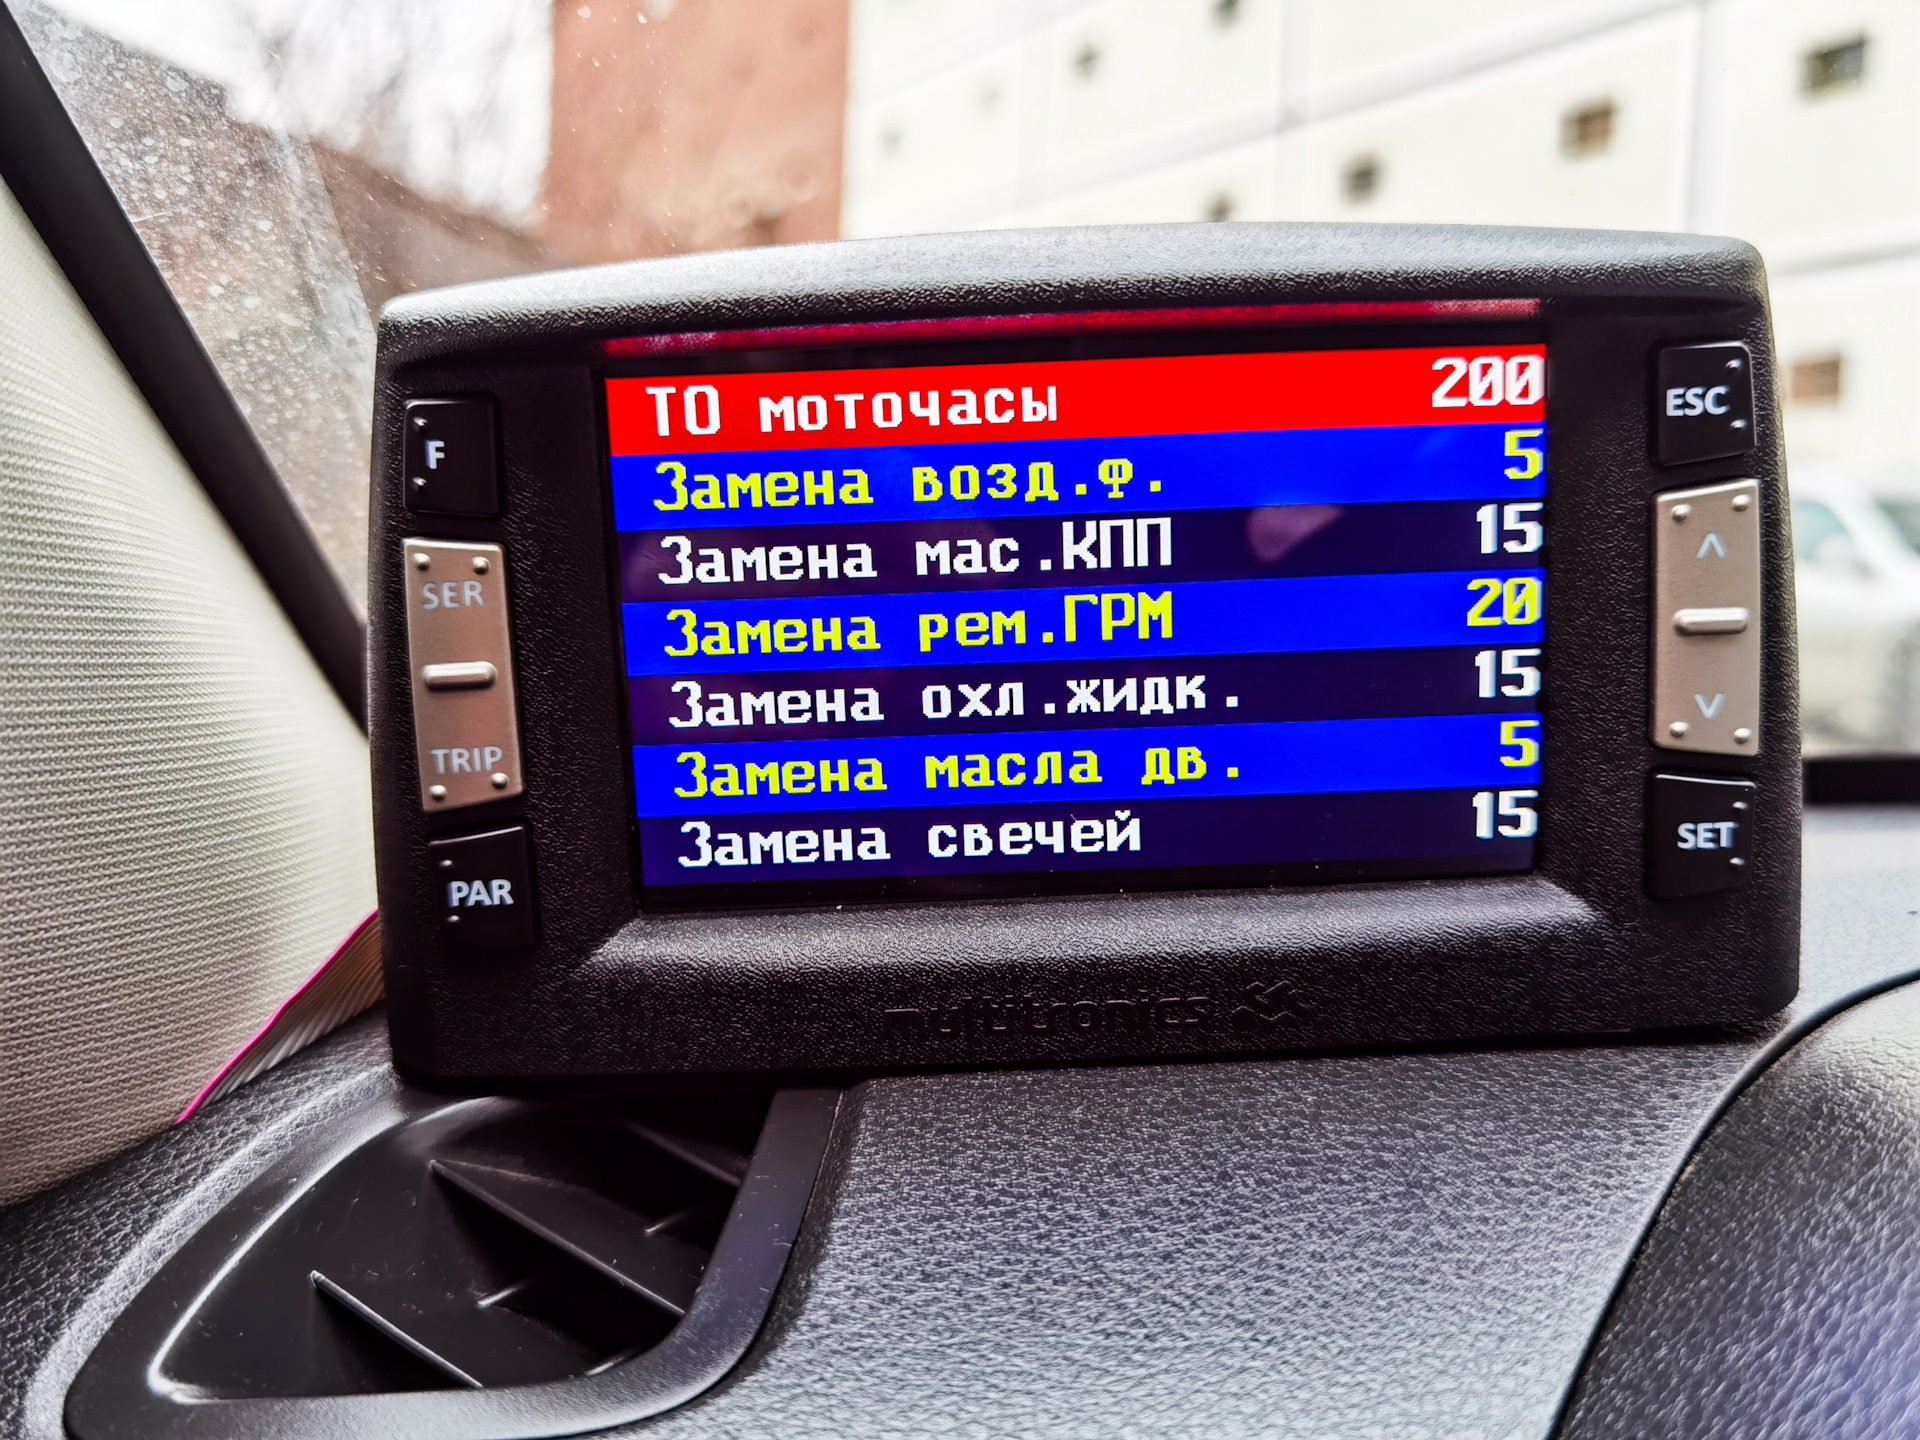 ТО моточасы 200
Замена возд.ф. 5
Замена мас.КПП 15
Замена рем.ГРМ 20
Замена охл.жидк. 15
Замена масла дв. 5
Замена свечей 15
F
SER
TRIP
PAR
ESC
SET
multitronics